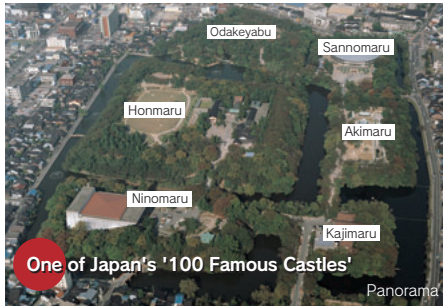 Odakeyabu
Sannomaru
Honmaru
Akimaru
Ninomaru
Kajimaru
One of Japan's '100 Famous Castles'
Panorama